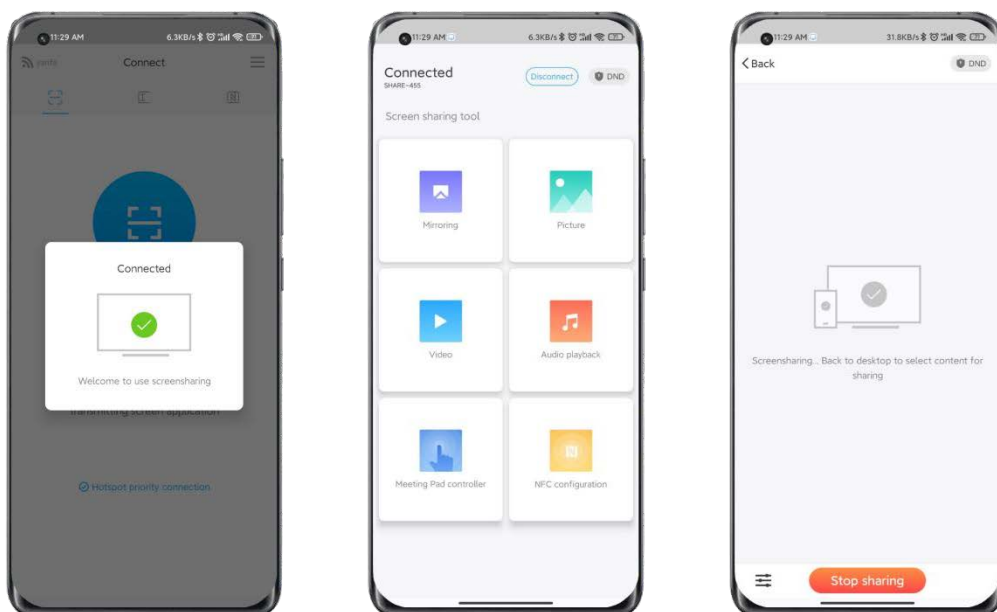 11:29 AM
6.3KB/s
Connect
Connected
Welcome to use screensharing
Transmitting screen application
Hotspot priority connection
11:29 AM
6.3KB/s
Connected
Disconnect
DND
SHARE-455
Screen sharing tool
Mirroring
Picture
Video
Audio playback
Meeting Pad controller
NFC configuration
11:29 AM
31.8KB/s
Back
DND
Screensharing... Back to desktop to select content for
sharing
Stop sharing